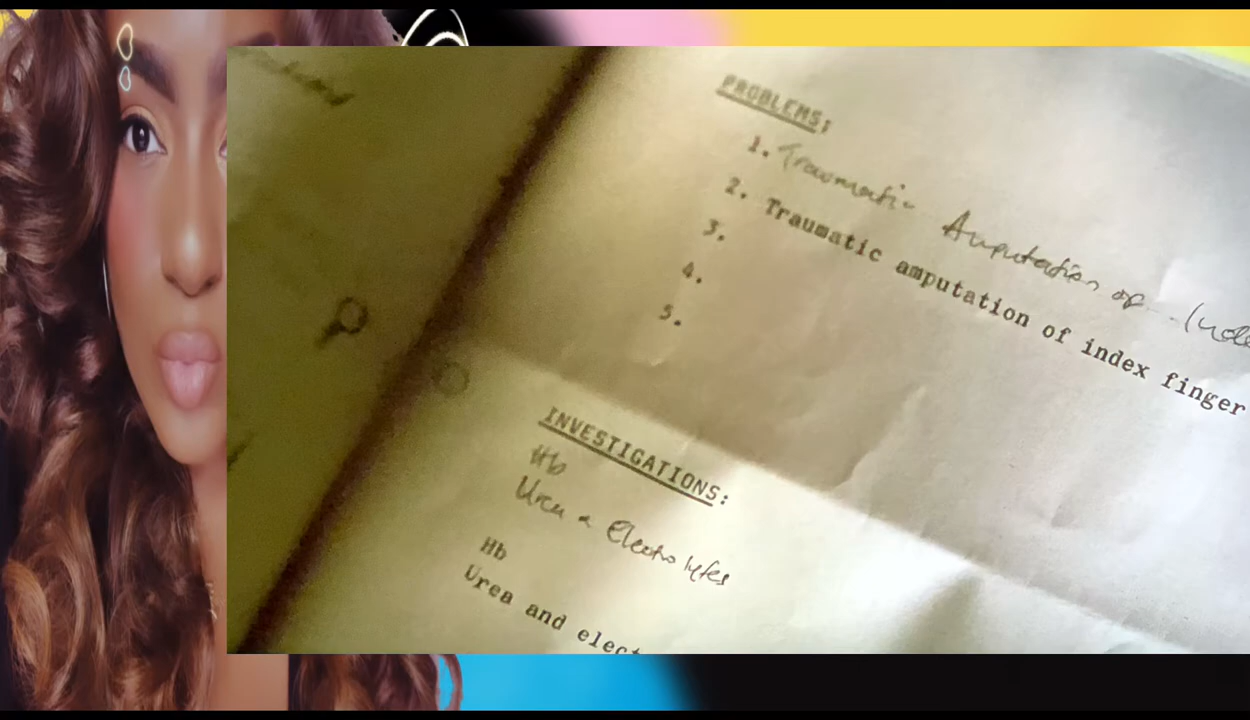 PROBLEMS:
1. Traumatic Amputation of
2. Traumatic amputation of index finger
3.
4.
5.
INVESTIGATIONS:
Hb
Urea & Electrolytes
Hb
Urea and elect